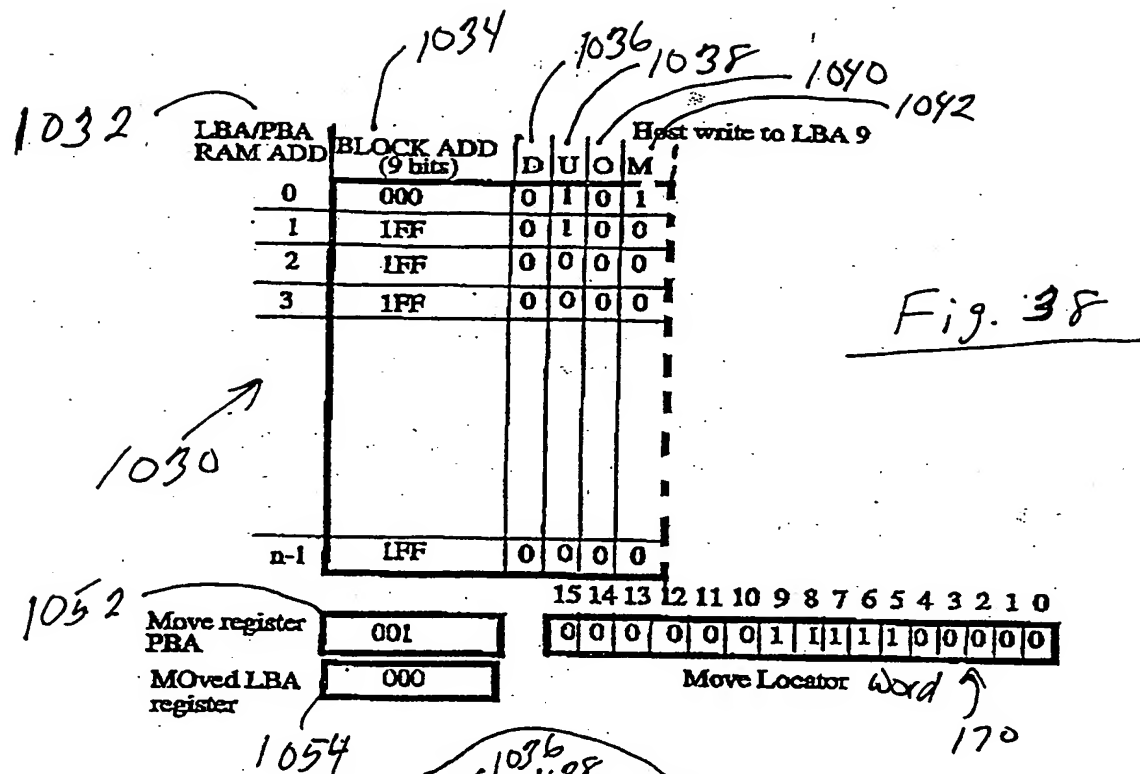 1034
1036
1038
1040
1042
1032
LBA/PBA RAM ADD
BLOCK ADD (9 bits)
D U O M
Host write to LBA 9
0 000 0 1 0 1
1 1FF 0 1 0 0
2 1FF 0 0 0 0
3 1FF 0 0 0 0
Fig. 38
1030
n-1 1FF 0 0 0 0
15 14 13 12 11 10 9 8 7 6 5 4 3 2 1 0
1052
Move register PBA
001
0 0 0 0 0 0 1 1 1 1 1 0 0 0 0 0
MOved LBA register
000
Move Locator Word
170
1054
1036